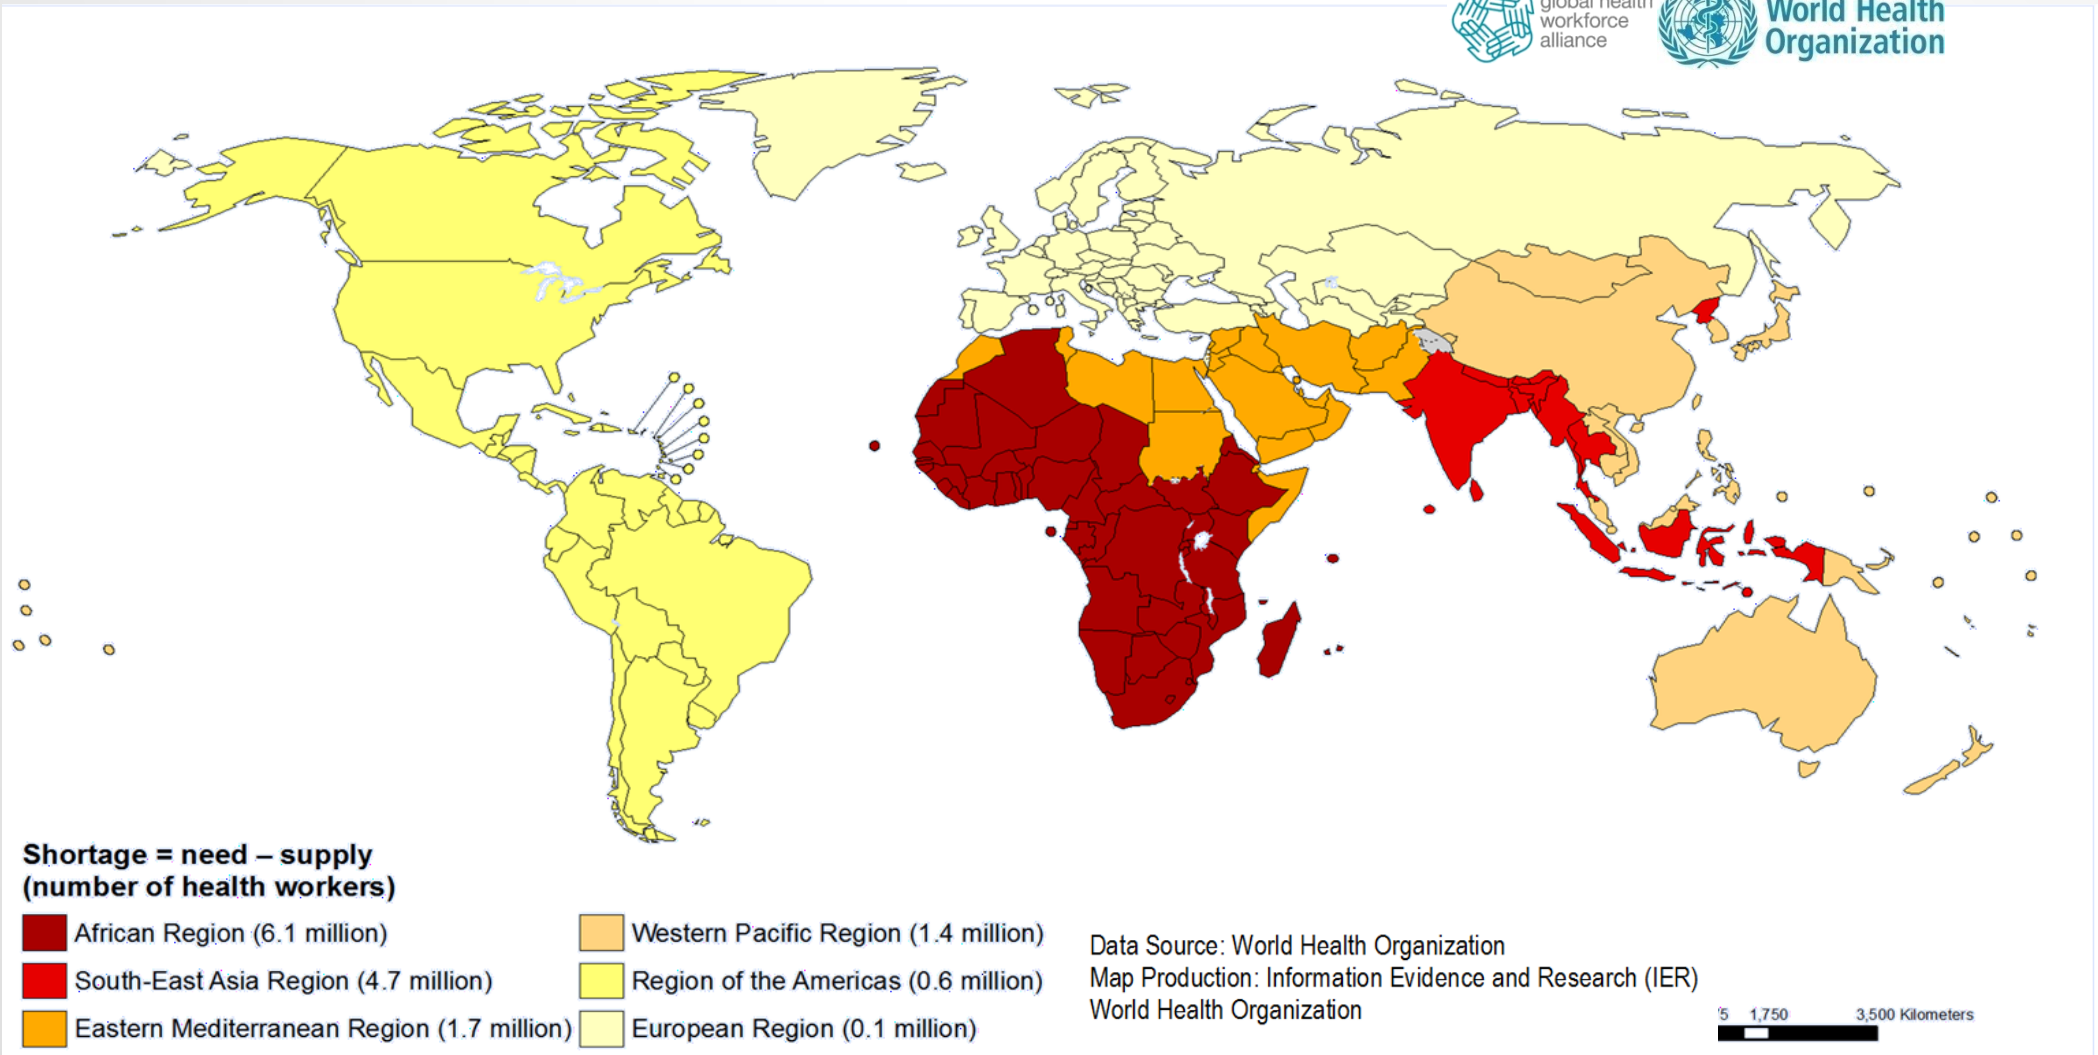 global health
workforce
alliance
World Health
Organization
Shortage = need – supply
(number of health workers)
African Region (6.1 million)
South-East Asia Region (4.7 million)
Eastern Mediterranean Region (1.7 million)
Western Pacific Region (1.4 million)
Region of the Americas (0.6 million)
European Region (0.1 million)
Data Source: World Health Organization
Map Production: Information Evidence and Research (IER)
World Health Organization
1,750 3,500 Kilometers